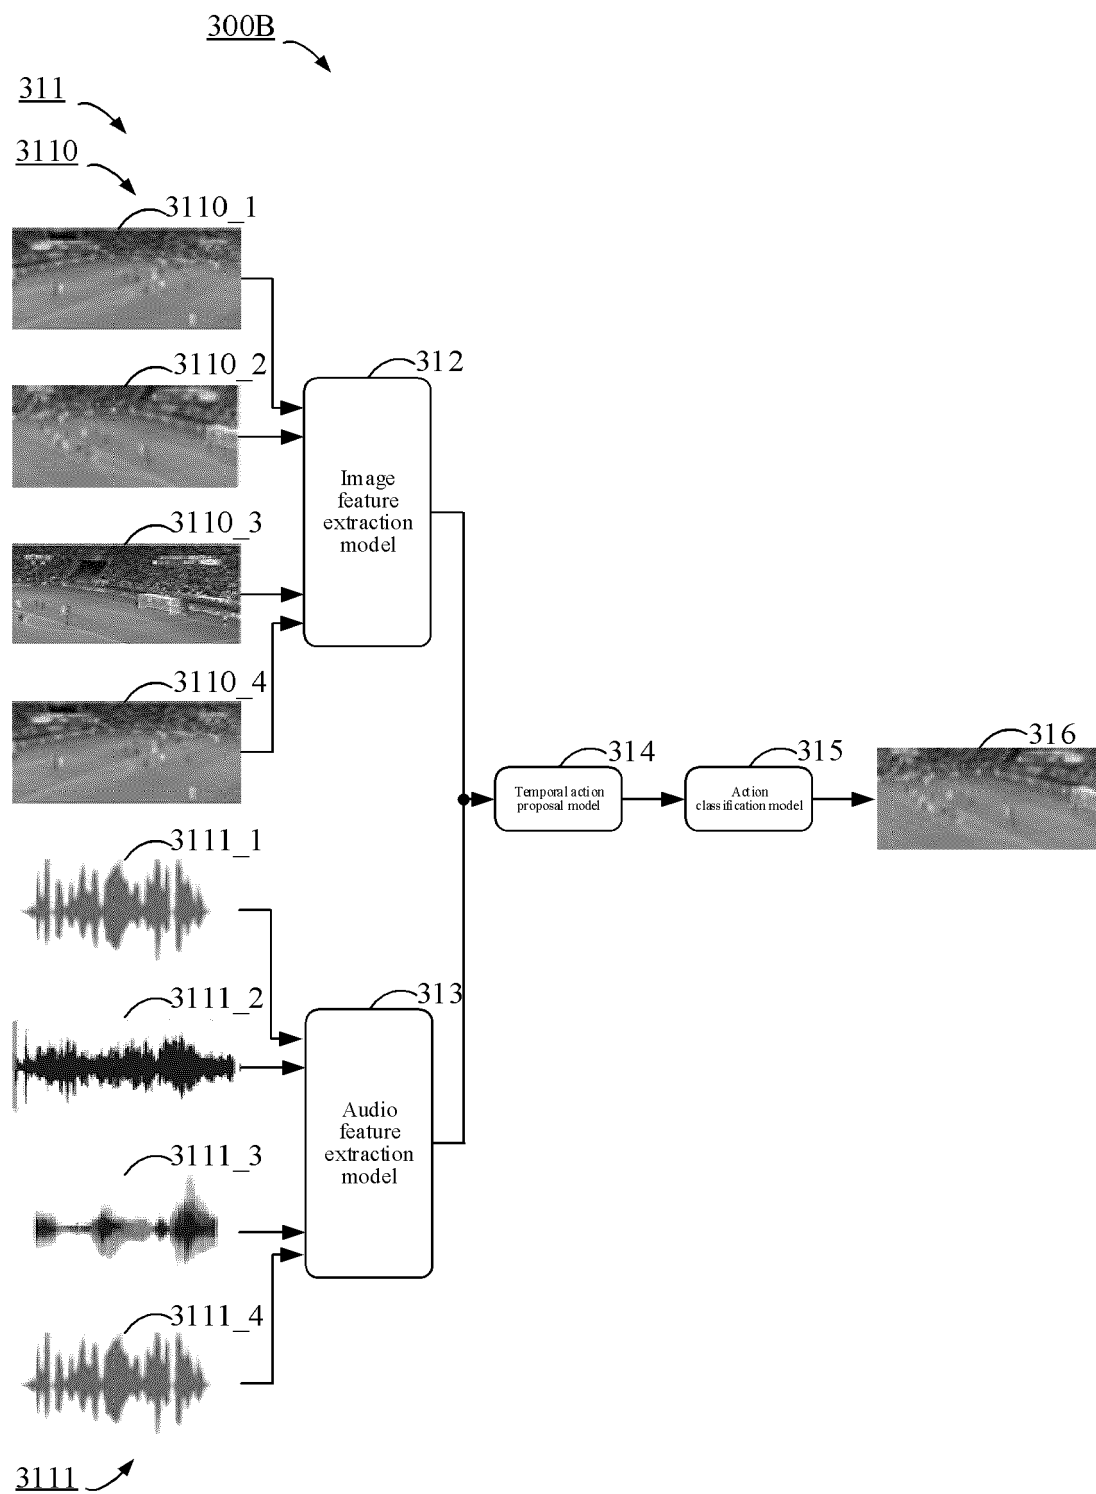 300B
311
3110
3110_1
3110_2
312
Image
feature
extraction
model
3110_3
3110_4
314
315
316
Temporal action
proposal model
Action
classification model
3111_1
3111_2
313
Audio
feature
extraction
model
3111_3
3111_4
3111